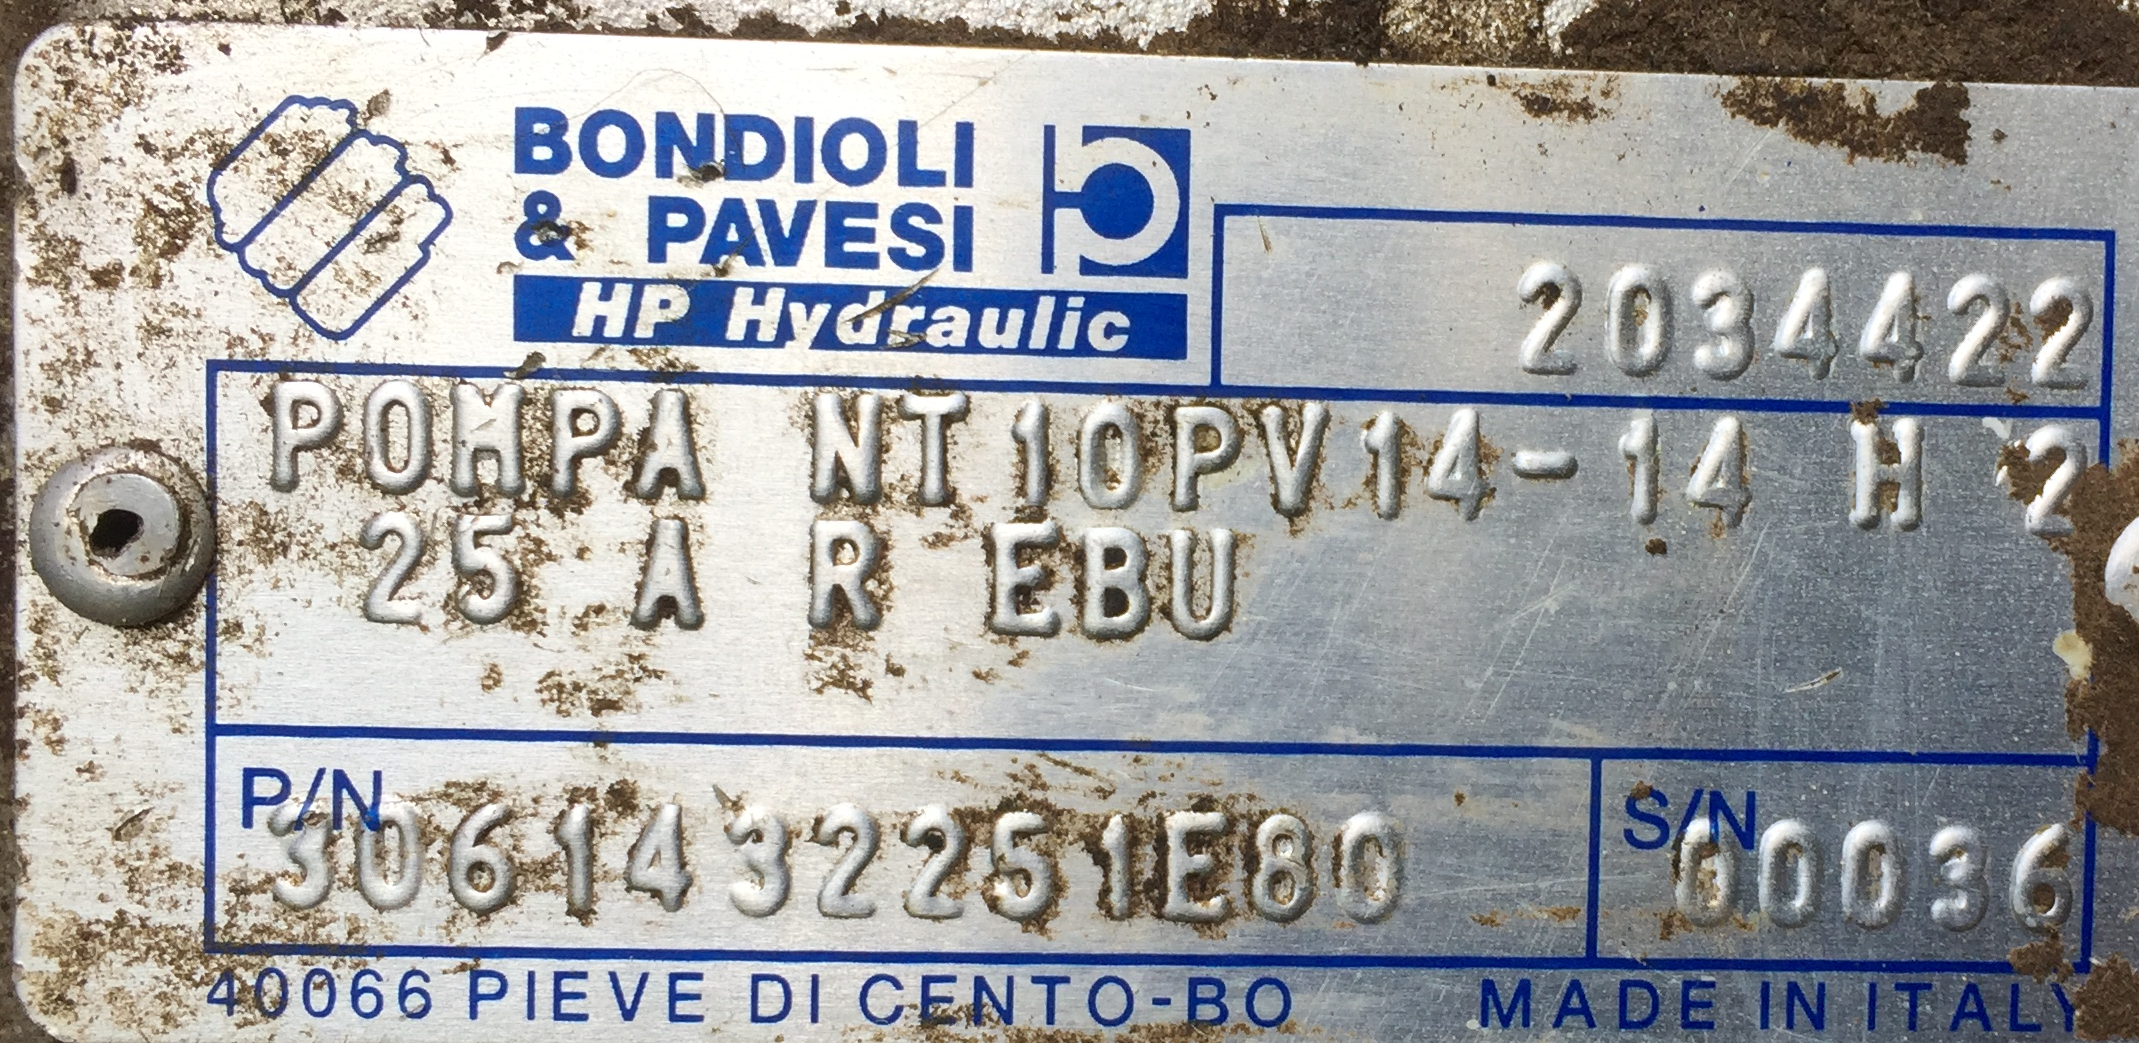 BONDIOLI
& PAVESI
HP Hydraulic
2034422
POMPA NT10PV14-14 H 2
25 A R EBU
P/N
3061432251E80
S/N
00036
40066 PIEVE DI CENTO-BO
MADE IN ITALY